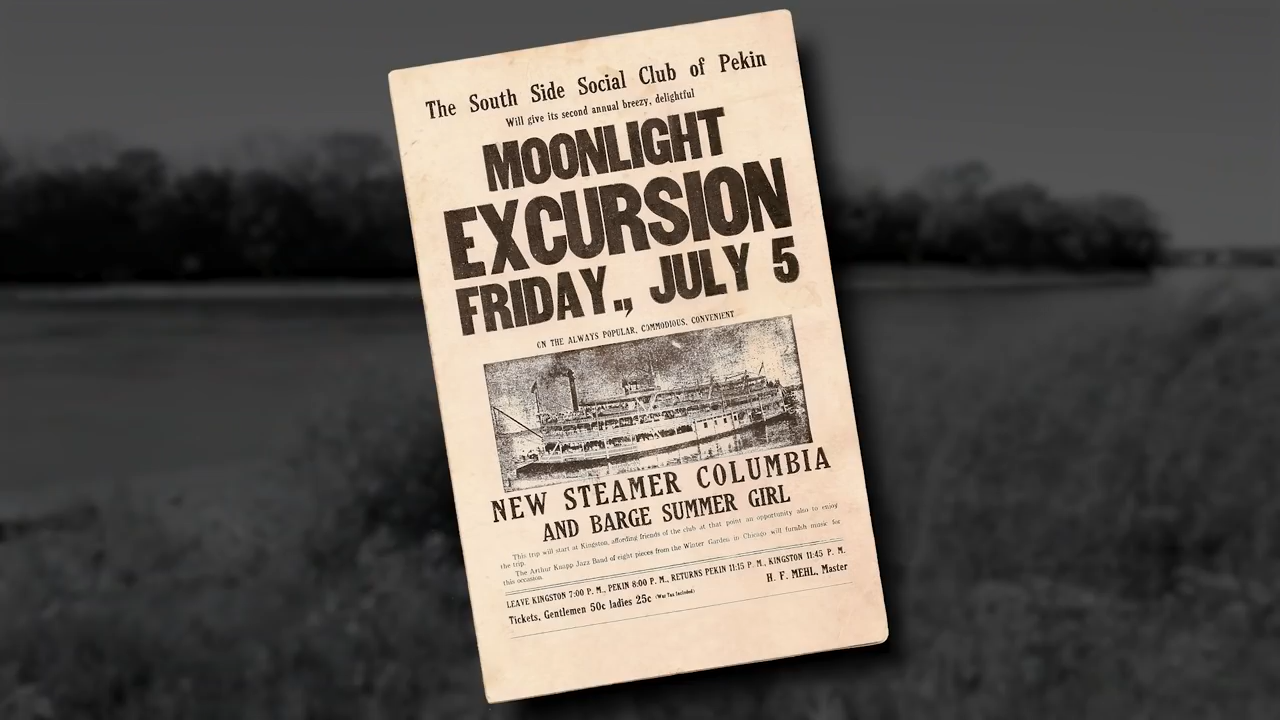 The South Side Social Club of Pekin
Will give its second annual breezy, delightful
MOONLIGHT
EXCURSION
FRIDAY., JULY 5
ON THE ALWAYS POPULAR, COMMODIOUS, CONVENIENT
NEW STEAMER COLUMBIA
AND BARGE SUMMER GIRL
This trip will start at Kingston, affording friends of the club at that point an opportunity also to enjoy
the trip.
The Arthur Knapp Jazz Band of eight pieces from the Winter Garden in Chicago will furnish music for
this occasion.
LEAVE KINGSTON 7:00 P. M., PEKIN 8:00 P. M., RETURNS PEKIN 11:15 P. M., KINGSTON 11:45 P. M.
Tickets, Gentlemen 50c ladies 25c (War Tax Included)
H. F. MEHL, Master